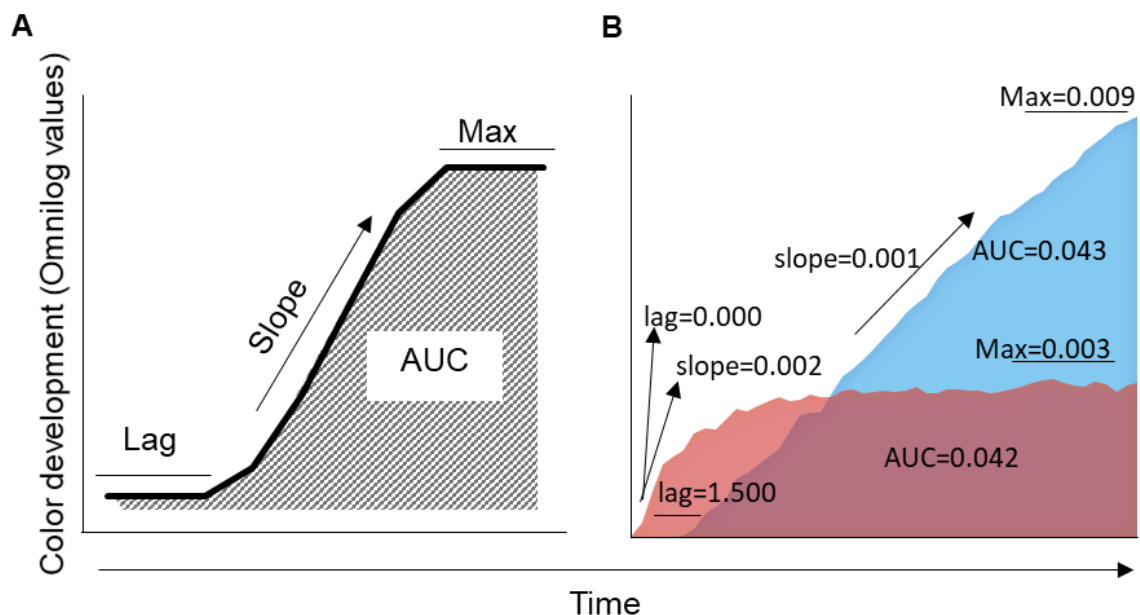 A
B
Color development (Omnilog values)
Lag
Slope
Max
AUC
Max=0.009
slope=0.001
AUC=0.043
lag=0.000
slope=0.002
Max=0.003
AUC=0.042
lag=1.500
Time